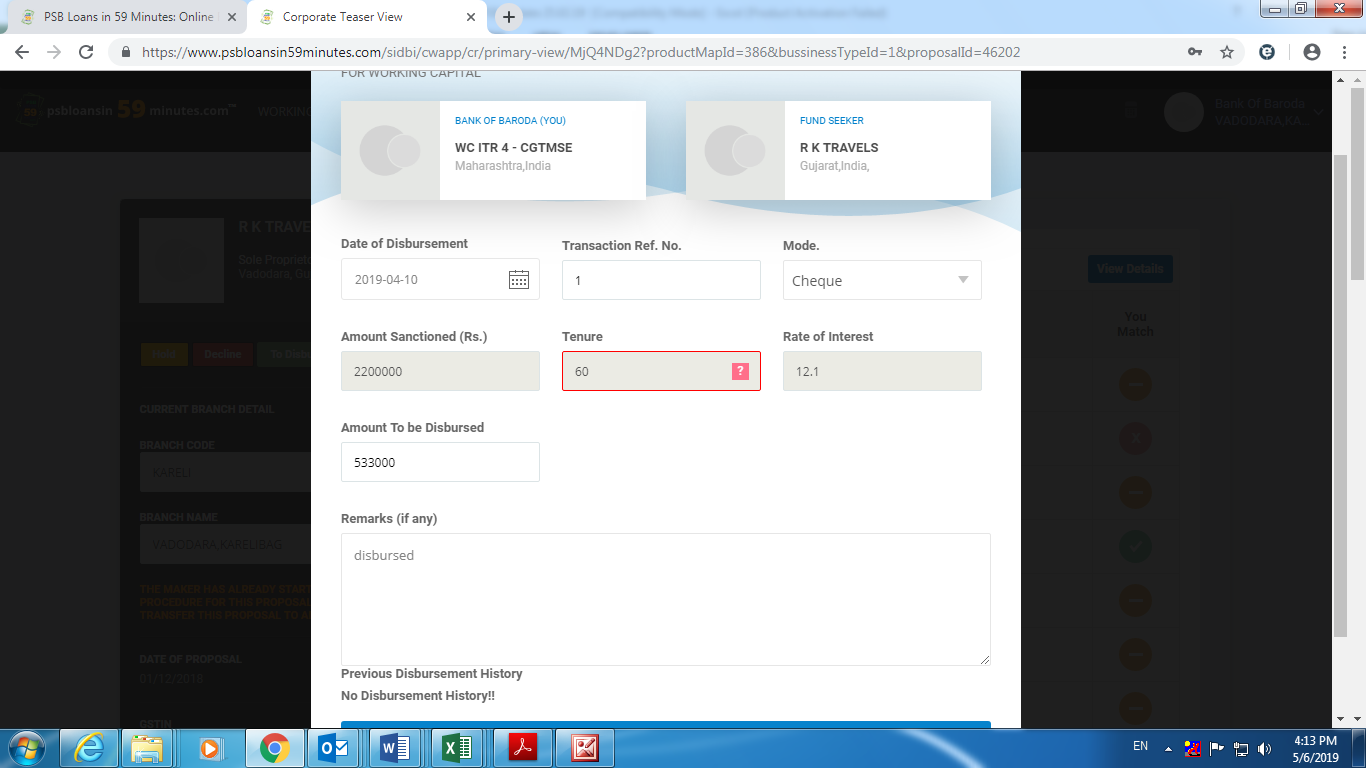 PSB Loans in 59 Minutes: Online
Corporate Teaser View
https://www.psbloansin59minutes.com/sidbi/cwapp/cr/primary-view/MjQ4NDg2?productMapId=386&bussinessTypeId=1&proposalId=46202
FOR WORKING CAPITAL
psbloansin 59 minutes.com™
WORKING
Bank Of Baroda
VADODARA,KA...
BANK OF BARODA (YOU)
WC ITR 4 - CGTMSE
Maharashtra,India
FUND SEEKER
R K TRAVELS
Gujarat,India,
R K TRAVE
Sole Propriet
Vadodara, Gu
View Details
You
Match
Hold
Decline
To Disb
Date of Disbursement
Transaction Ref. No.
Mode.
2019-04-10
1
Cheque
Amount Sanctioned (Rs.)
Tenure
Rate of Interest
2200000
60
?
12.1
Amount To be Disbursed
533000
Remarks (if any)
disbursed
Previous Disbursement History
No Disbursement History!!
CURRENT BRANCH DETAIL
BRANCH CODE
KARELI
BRANCH NAME
VADODARA,KARELIBAG
THE MAKER HAS ALREADY START
PROCEDURE FOR THIS PROPOSAL
TRANSFER THIS PROPOSAL TO A
DATE OF PROPOSAL
01/12/2018
GSTIN
EN
4:13 PM
5/6/2019